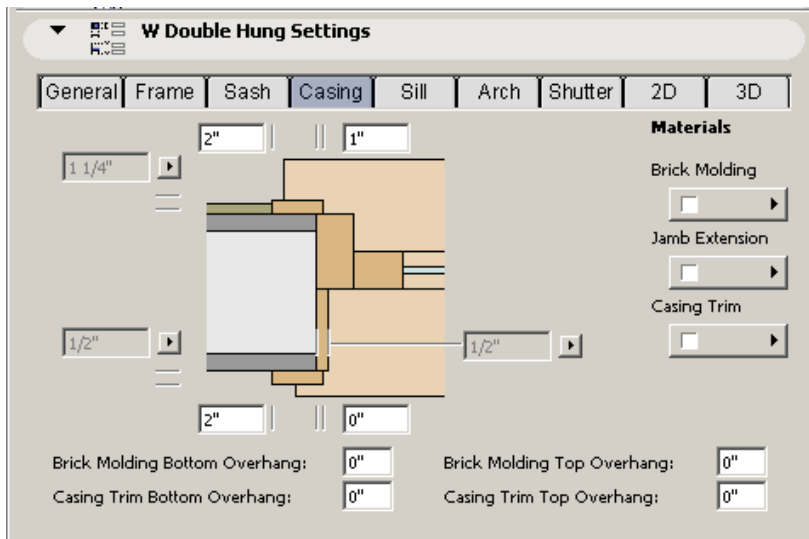 W Double Hung Settings
General Frame Sash Casing Sill Arch Shutter 2D 3D
2" 1" Materials
1 1/4"
Brick Molding
Jamb Extension
Casing Trim
1/2" 1/2"
2" 0"
Brick Molding Bottom Overhang: 0" Brick Molding Top Overhang: 0"
Casing Trim Bottom Overhang: 0" Casing Trim Top Overhang: 0"